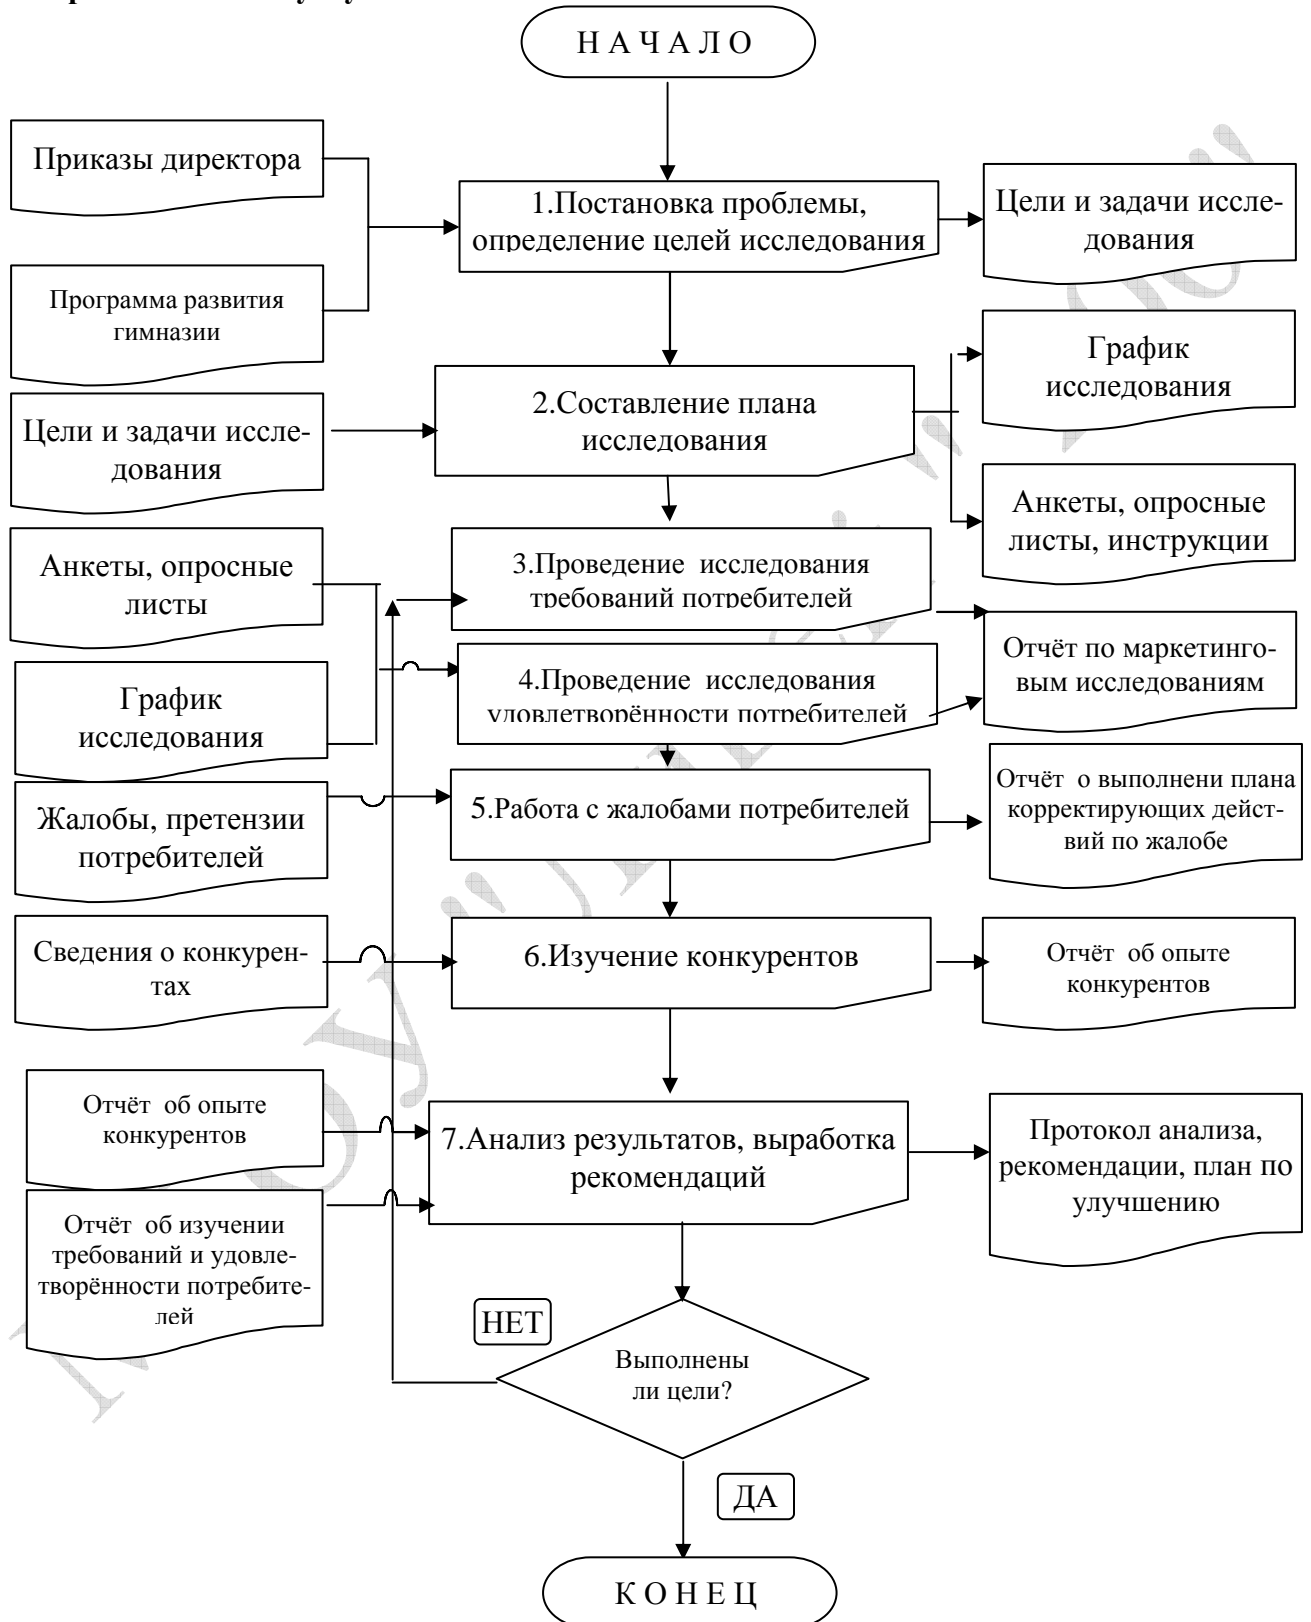 Н А Ч А Л О
Приказы директора
1.Постановка проблемы,
определение целей исследования
Цели и задачи иссле-
дования
Программа развития
гимназии
График
исследования
Цели и задачи иссле-
дования
2.Составление плана
исследования
Анкеты, опросные
листы, инструкции
Анкеты, опросные
листы
3.Проведение исследования
требований потребителей
Отчёт по маркетинго-
вым исследованиям
График
исследования
4.Проведение исследования
удовлетворённости потребителей
Жалобы, претензии
потребителей
5.Работа с жалобами потребителей
Отчёт о выполнени плана
корректирующих дейст-
вий по жалобе
Сведения о конкурен-
тах
6.Изучение конкурентов
Отчёт об опыте
конкурентов
Отчёт об опыте
конкурентов
7.Анализ результатов, выработка
рекомендаций
Протокол анализа,
рекомендации, план по
улучшению
Отчёт об изучении
требований и удовле-
творённости потребите-
лей
НЕТ
Выполнены
ли цели?
ДА
К О Н Е Ц